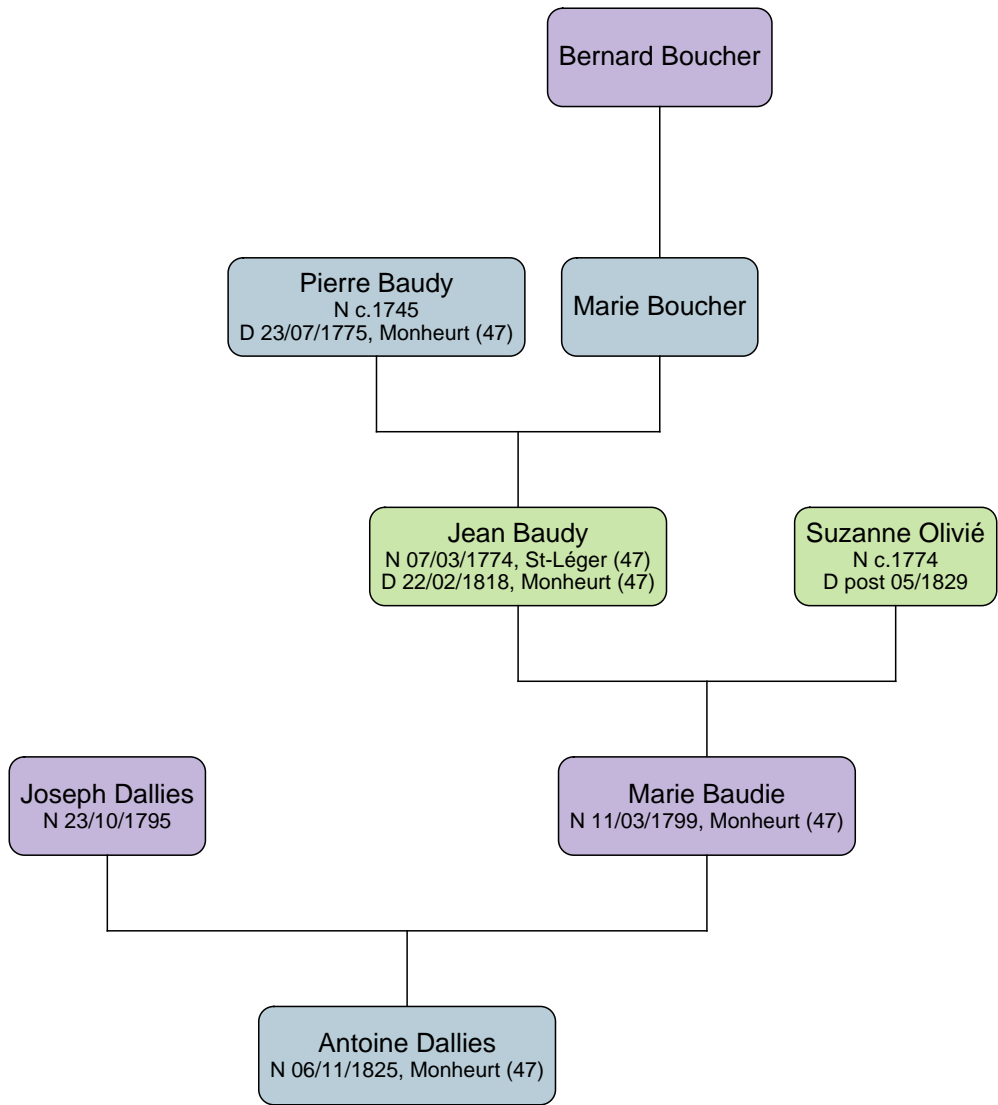 Bernard Boucher
Pierre Baudy
N c.1745
D 23/07/1775, Monheurt (47)
Marie Boucher
Jean Baudy
N 07/03/1774, St-Léger (47)
D 22/02/1818, Monheurt (47)
Suzanne Olivié
N c.1774
D post 05/1829
Joseph Dallies
N 23/10/1795
Marie Baudie
N 11/03/1799, Monheurt (47)
Antoine Dallies
N 06/11/1825, Monheurt (47)